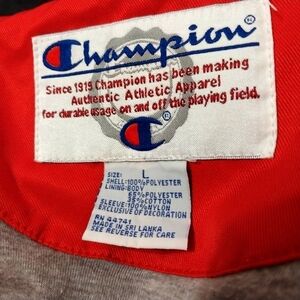 Champion
Since 1919 Champion has been making
Authentic Athletic Apparel
for durable usage on and off the playing field.
SIZE: L
SHELL:100%POLYESTER
LINING:BODY
65%POLYESTER
35%COTTON
SLEEVE:100%NYLON
EXCLUSIVE OF DECORATION
RN 44741
MADE IN SRI LANKA
SEE REVERSE FOR CARE